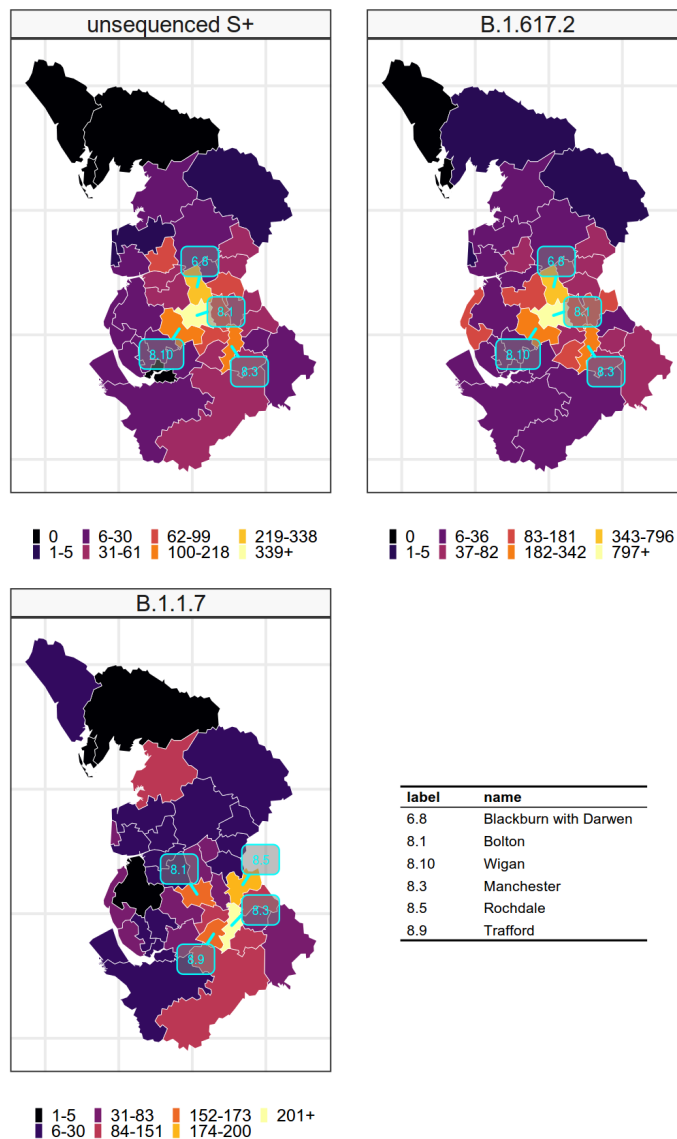 unsequenced S+
B.1.617.2
6.8
8.1
8.10
8.3
6.8
8.1
8.10
8.3
0 6-30 62-99 219-338
1-5 31-61 100-218 339+
0 6-36 83-181 343-796
1-5 37-82 182-342 797+
B.1.1.7
8.5
8.1
8.3
8.9
label name
6.8 Blackburn with Darwen
8.1 Bolton
8.10 Wigan
8.3 Manchester
8.5 Rochdale
8.9 Trafford
1-5 31-83 152-173 201+
6-30 84-151 174-200